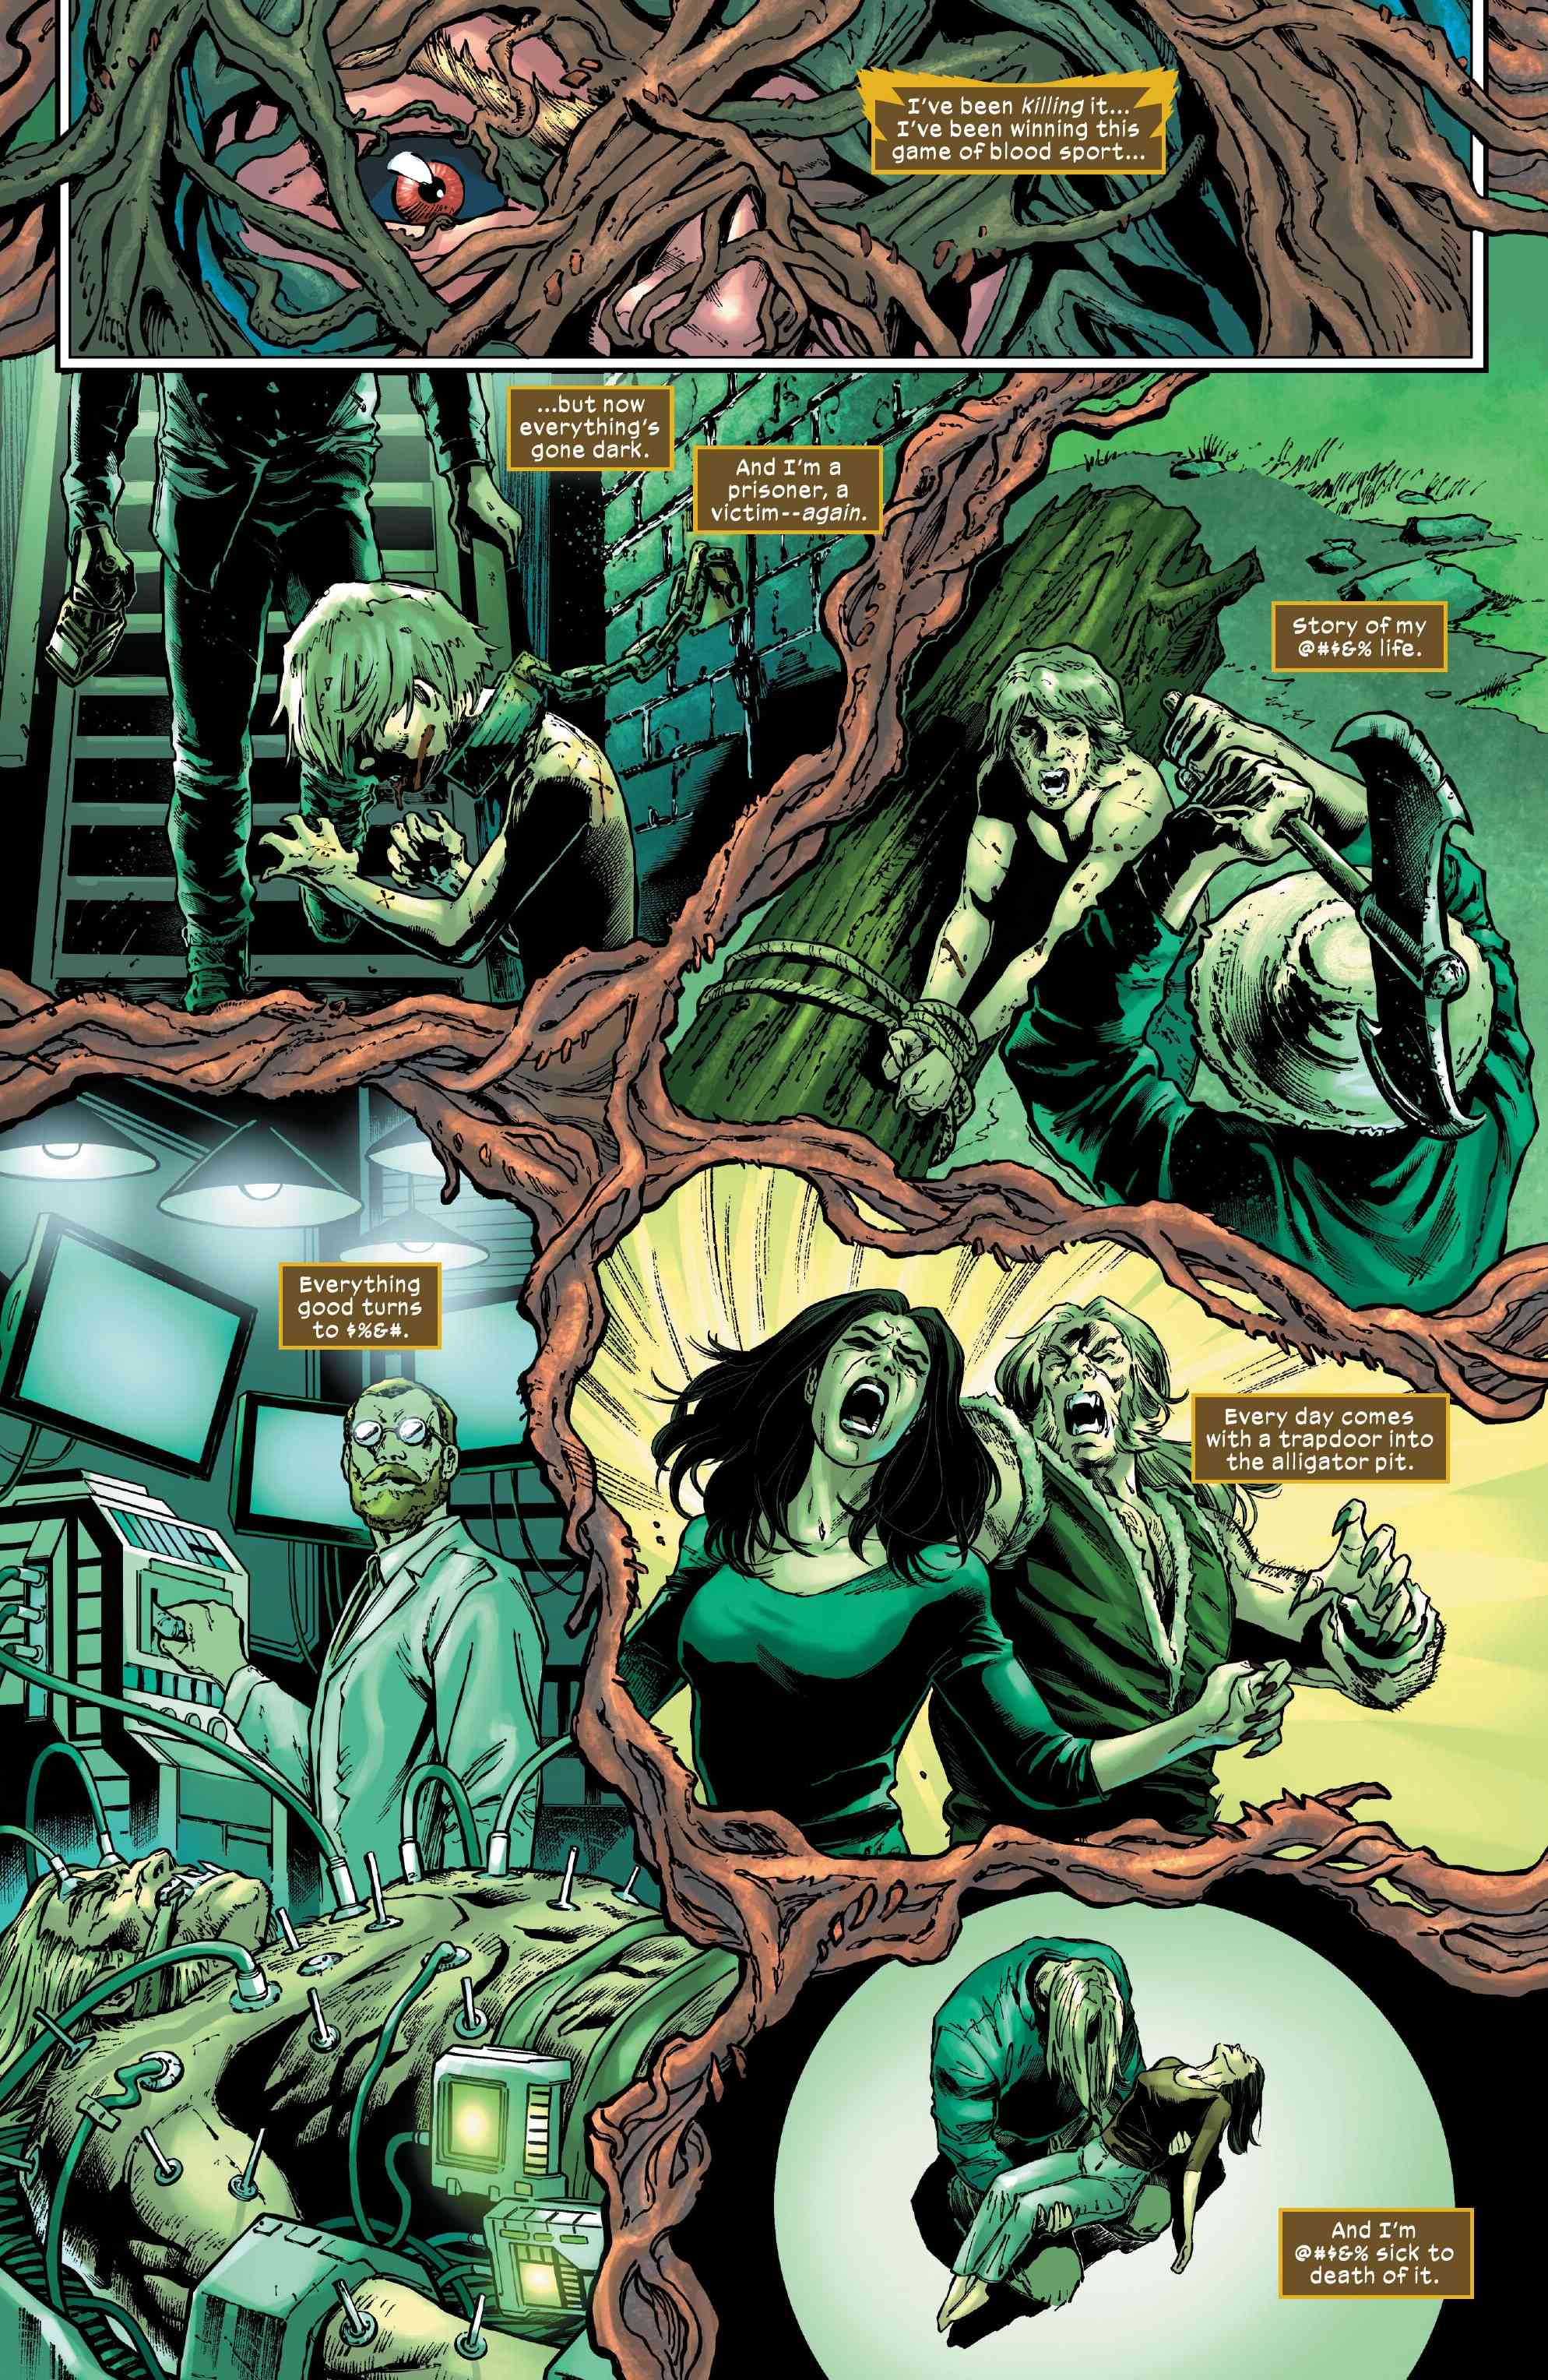 I've been killing it...
I've been winning this
game of blood sport...
...but now
everything's
gone dark.
And I'm a
prisoner, a
victim--again.
Story of my
@#$&% life.
Everything
good turns
to $%&#.
Every day comes
with a trapdoor into
the alligator pit.
And I'm
@#$&% sick to
death of it.